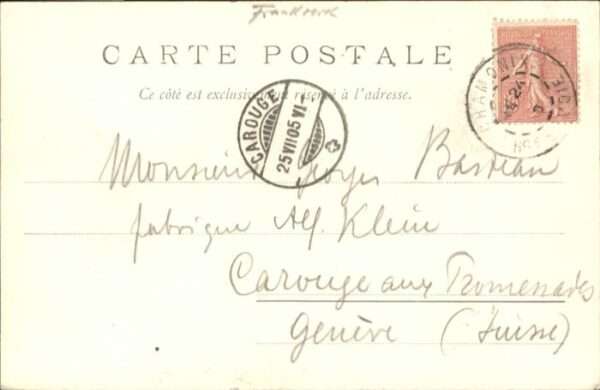 Frankreich
CARTE POSTALE
Ce côté est exclusivement réservé à l'adresse.
CAROUGE
25 VII 05 VI-
CHAMONIX
Monsieur Georges Bastian
fabrique Alf. Klein
Carouge aux Promenades
Genève (Suisse)